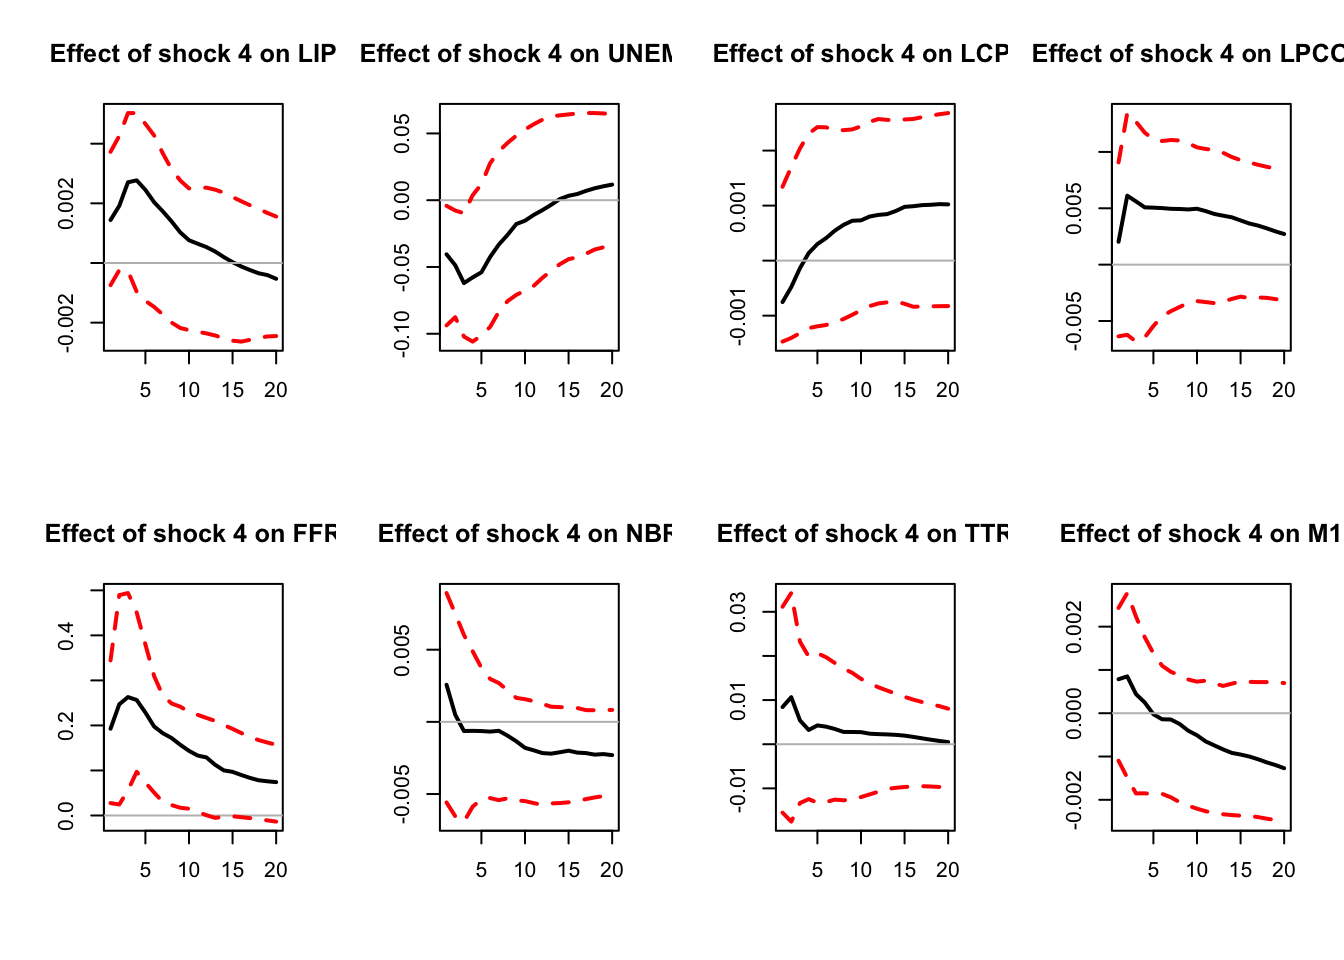 Effect of shock 4 on LIP
Effect of shock 4 on UNEM
Effect of shock 4 on LCP
Effect of shock 4 on LPCO
0.002
-0.002
5 10 15 20
0.05
0.00
-0.05
-0.10
5 10 15 20
0.001
-0.001
5 10 15 20
0.005
-0.005
5 10 15 20
Effect of shock 4 on FFR
Effect of shock 4 on NBR
Effect of shock 4 on TTR
Effect of shock 4 on M1
0.4
0.2
0.0
5 10 15 20
0.005
-0.005
5 10 15 20
0.03
0.01
-0.01
5 10 15 20
0.002
0.000
-0.002
5 10 15 20